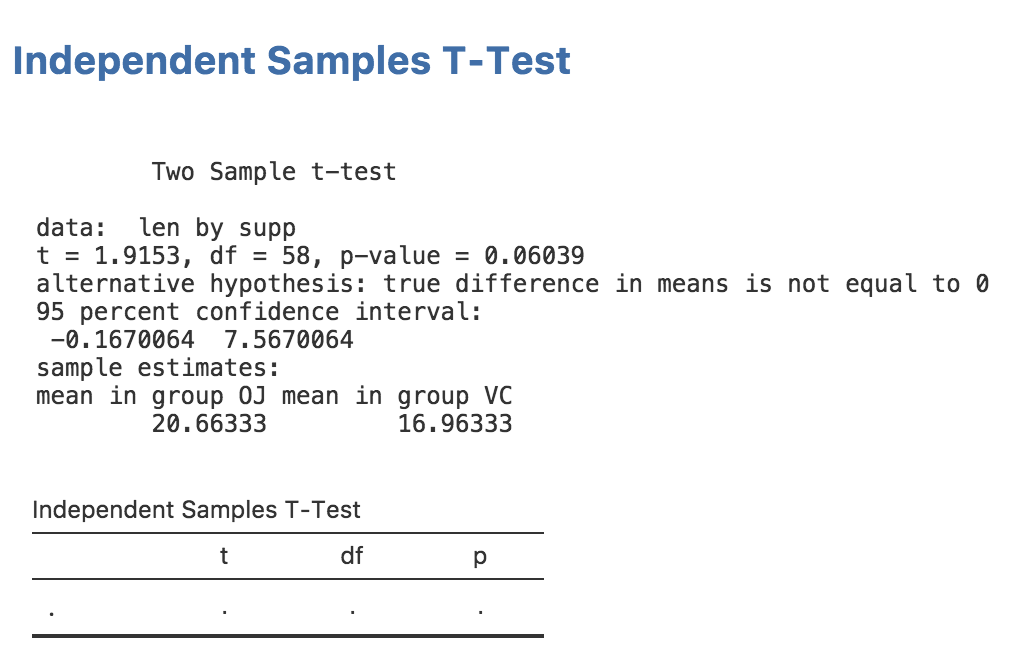 Independent Samples T-Test
Two Sample t-test
data:  len by supp
t = 1.9153, df = 58, p-value = 0.06039
alternative hypothesis: true difference in means is not equal to 0
95 percent confidence interval:
 -0.1670064  7.5670064
sample estimates:
mean in group OJ mean in group VC
        20.66333         16.96333
Independent Samples T-Test
t df p
. . . .